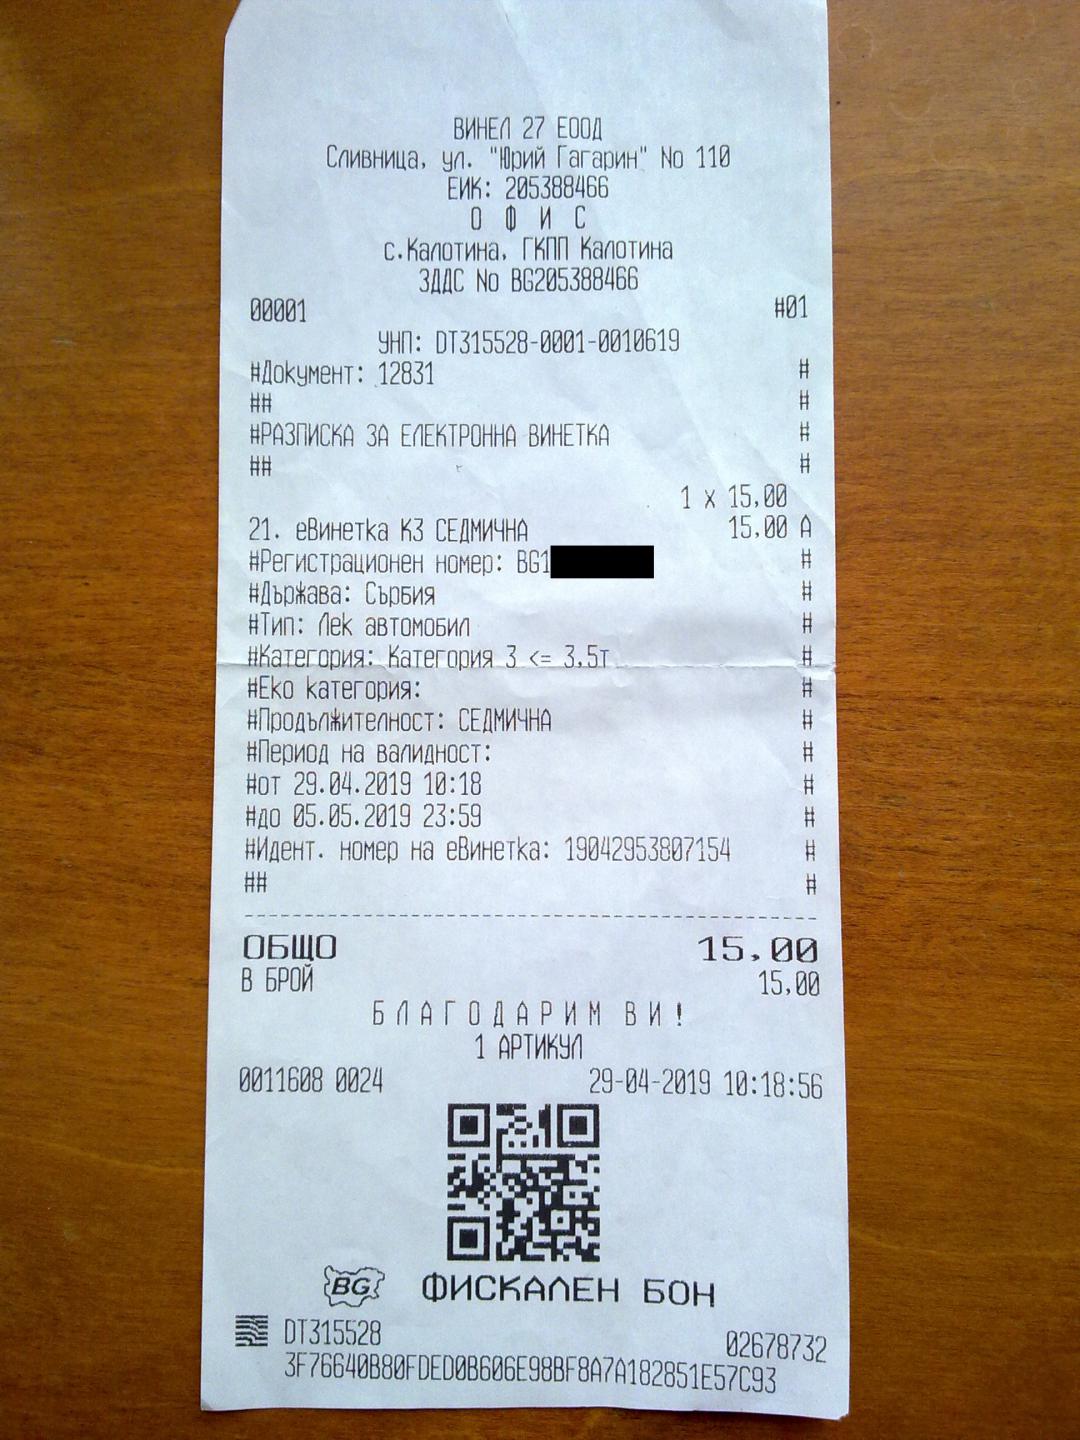 ВИНЕЛ 27 ЕООД
Сливница, ул. "Юрий Гагарин" No 110
ЕИК: 205388466
О Ф И С
с.Калотина, ГКПП Калотина
ЗДДС No BG205388466
00001 #01
УНП: DT315528-0001-0010619
#Документ: 12831 #
## #
#РАЗПИСКА ЗА ЕЛЕКТРОННА ВИНЕТКА #
## #
1 x 15,00
21. еВинетка К3 СЕДМИЧНА 15,00 А
#Регистрационен номер: BG1 #
#Държава: Сърбия #
#Тип: Лек автомобил #
#Категория: Категория 3 <= 3.5т #
#Еко категория: #
#Продължителност: СЕДМИЧНА #
#Период на валидност: #
#от 29.04.2019 10:18 #
#до 05.05.2019 23:59 #
#Идент. номер на еВинетка: 19042953807154 #
## #
ОБЩО 15,00
В БРОЙ 15,00
Б Л А Г О Д А Р И М В И !
1 АРТИКУЛ
0011608 0024 29-04-2019 10:18:56
BG ФИСКАЛЕН БОН
DT315528 02678732
3F76640B80FDED0B606E98BF8A7A182851E57C93